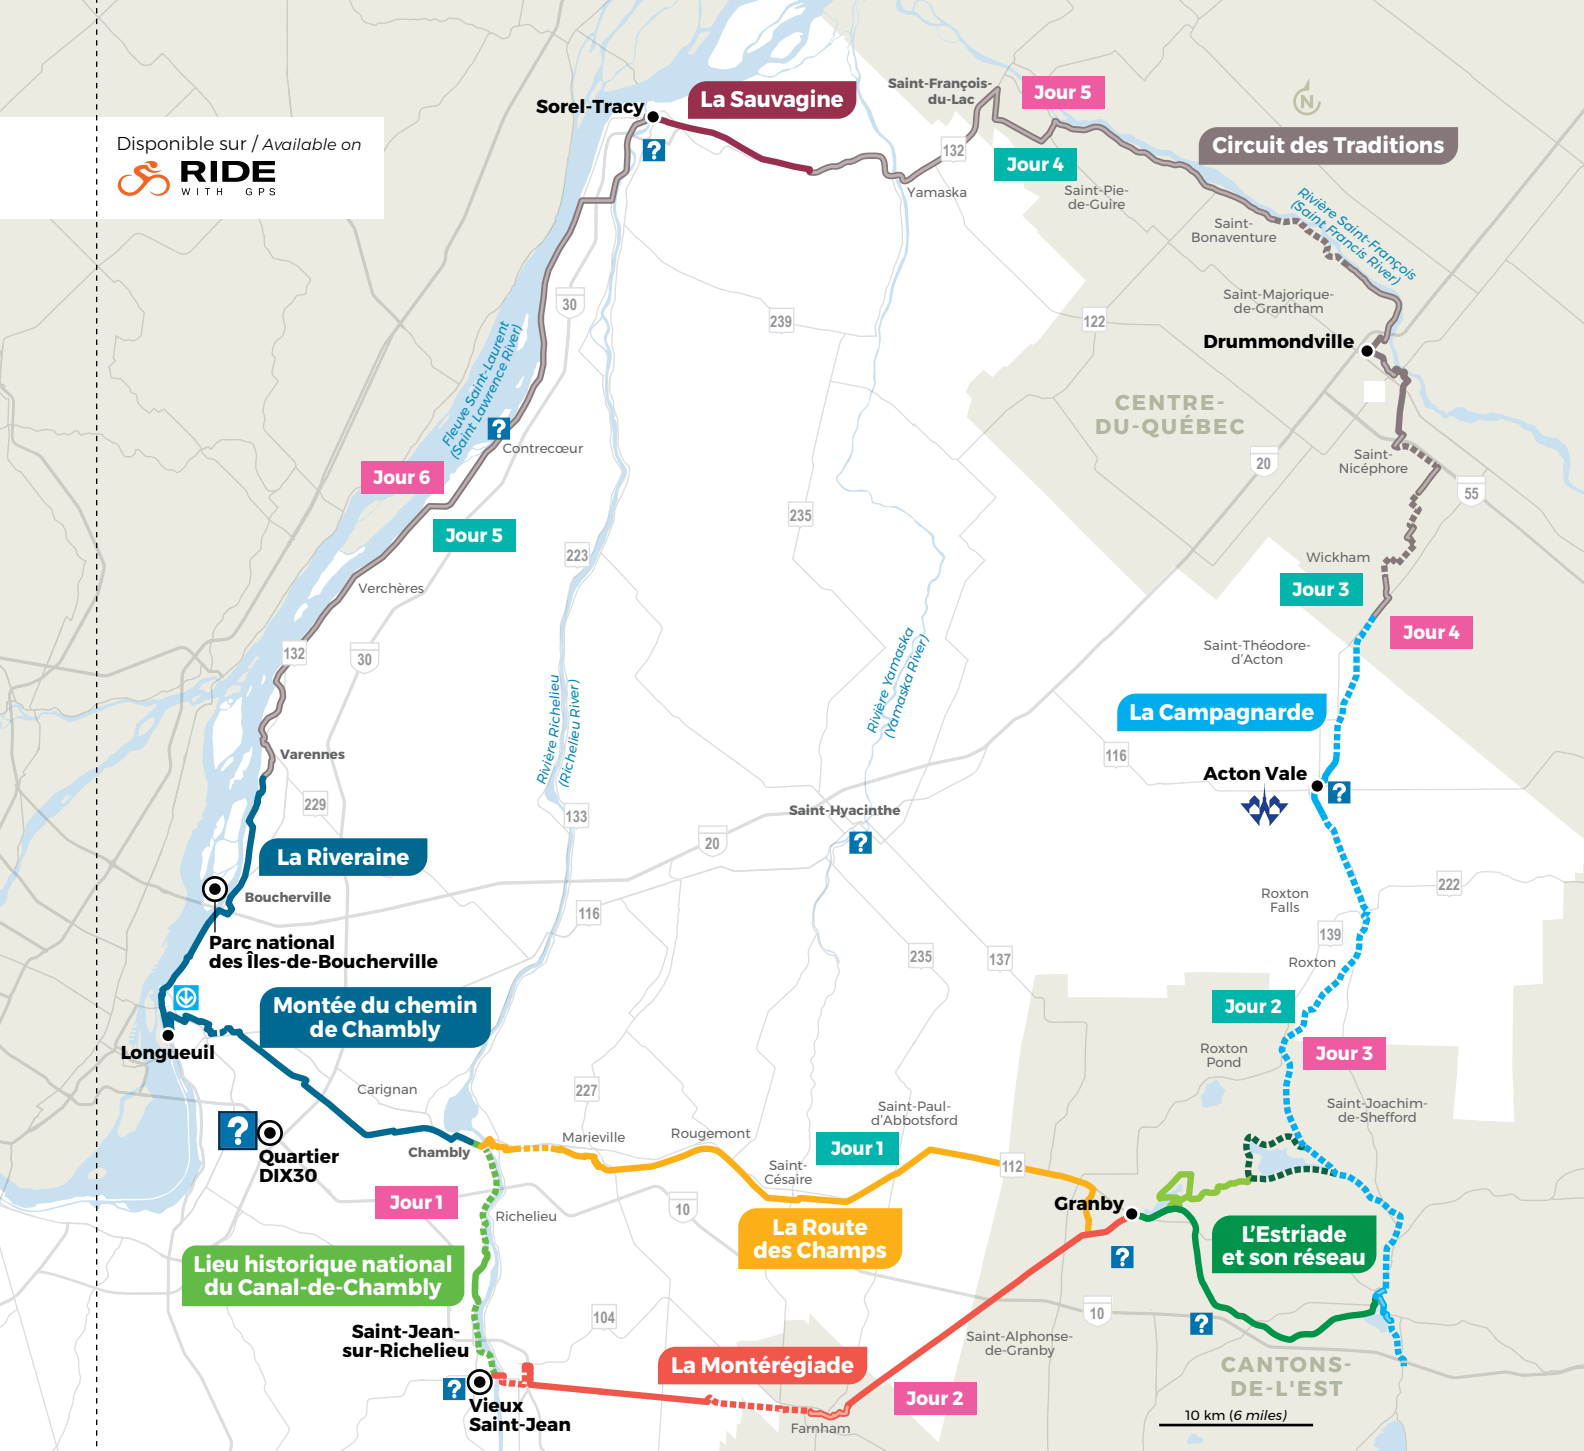 Disponible sur / Available on
RIDE
WITH GPS
Sorel-Tracy
La Sauvagine
Saint-François-
du-Lac
Jour 5
Jour 4
132
Yamaska
Saint-Pie-
de-Guire
Circuit des Traditions
N
Saint-
Bonaventure
Rivière Saint-François
(Saint Francis River)
Saint-Majorique-
de-Grantham
Drummondville
30
239
122
Fleuve Saint-Laurent
(Saint Lawrence River)
CENTRE-
DU-QUÉBEC
Contrecœur
Jour 6
Jour 5
20
Saint-
Nicéphore
55
235
223
Wickham
Verchères
Jour 3
Jour 4
132
30
Saint-Théodore-
d'Acton
Rivière Yamaska
(Yamaska River)
Rivière Richelieu
(Richelieu River)
La Campagnarde
Varennes
116
Acton Vale
229
133
Saint-Hyacinthe
20
La Riveraine
Boucherville
222
Roxton
Falls
116
139
Parc national
des Îles-de-Boucherville
235
137
Roxton
Montée du chemin
de Chambly
Jour 2
Longueuil
Roxton
Pond
Jour 3
Carignan
227
Saint-Paul-
d'Abbotsford
Saint-Joachim-
de-Shefford
Quartier
DIX30
Chambly
Marieville
Rougemont
Jour 1
Saint-
Césaire
112
Jour 1
Richelieu
10
Granby
La Route
des Champs
L'Estriade
et son réseau
Lieu historique national
du Canal-de-Chambly
104
10
Saint-Jean-
sur-Richelieu
Saint-Alphonse-
de-Granby
La Montérégiade
CANTONS-
DE-L'EST
Jour 2
Vieux
Saint-Jean
Farnham
10 km (6 miles)